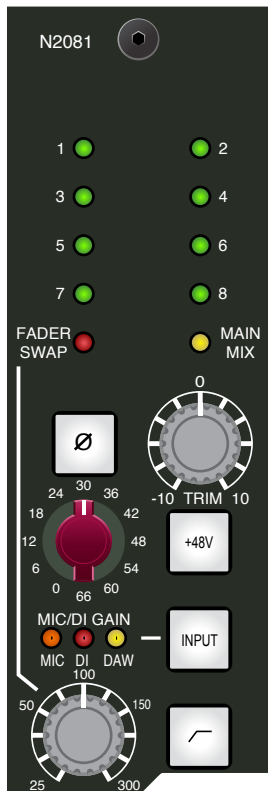 N2081
1 2
3 4
5 6
7 8
FADER SWAP
MAIN MIX
0
-10 TRIM 10
Ø
30
24 36
18 42
12 48
6 54
0 66 60
+48V
MIC/DI GAIN
MIC DI DAW
INPUT
100
50 150
25 300